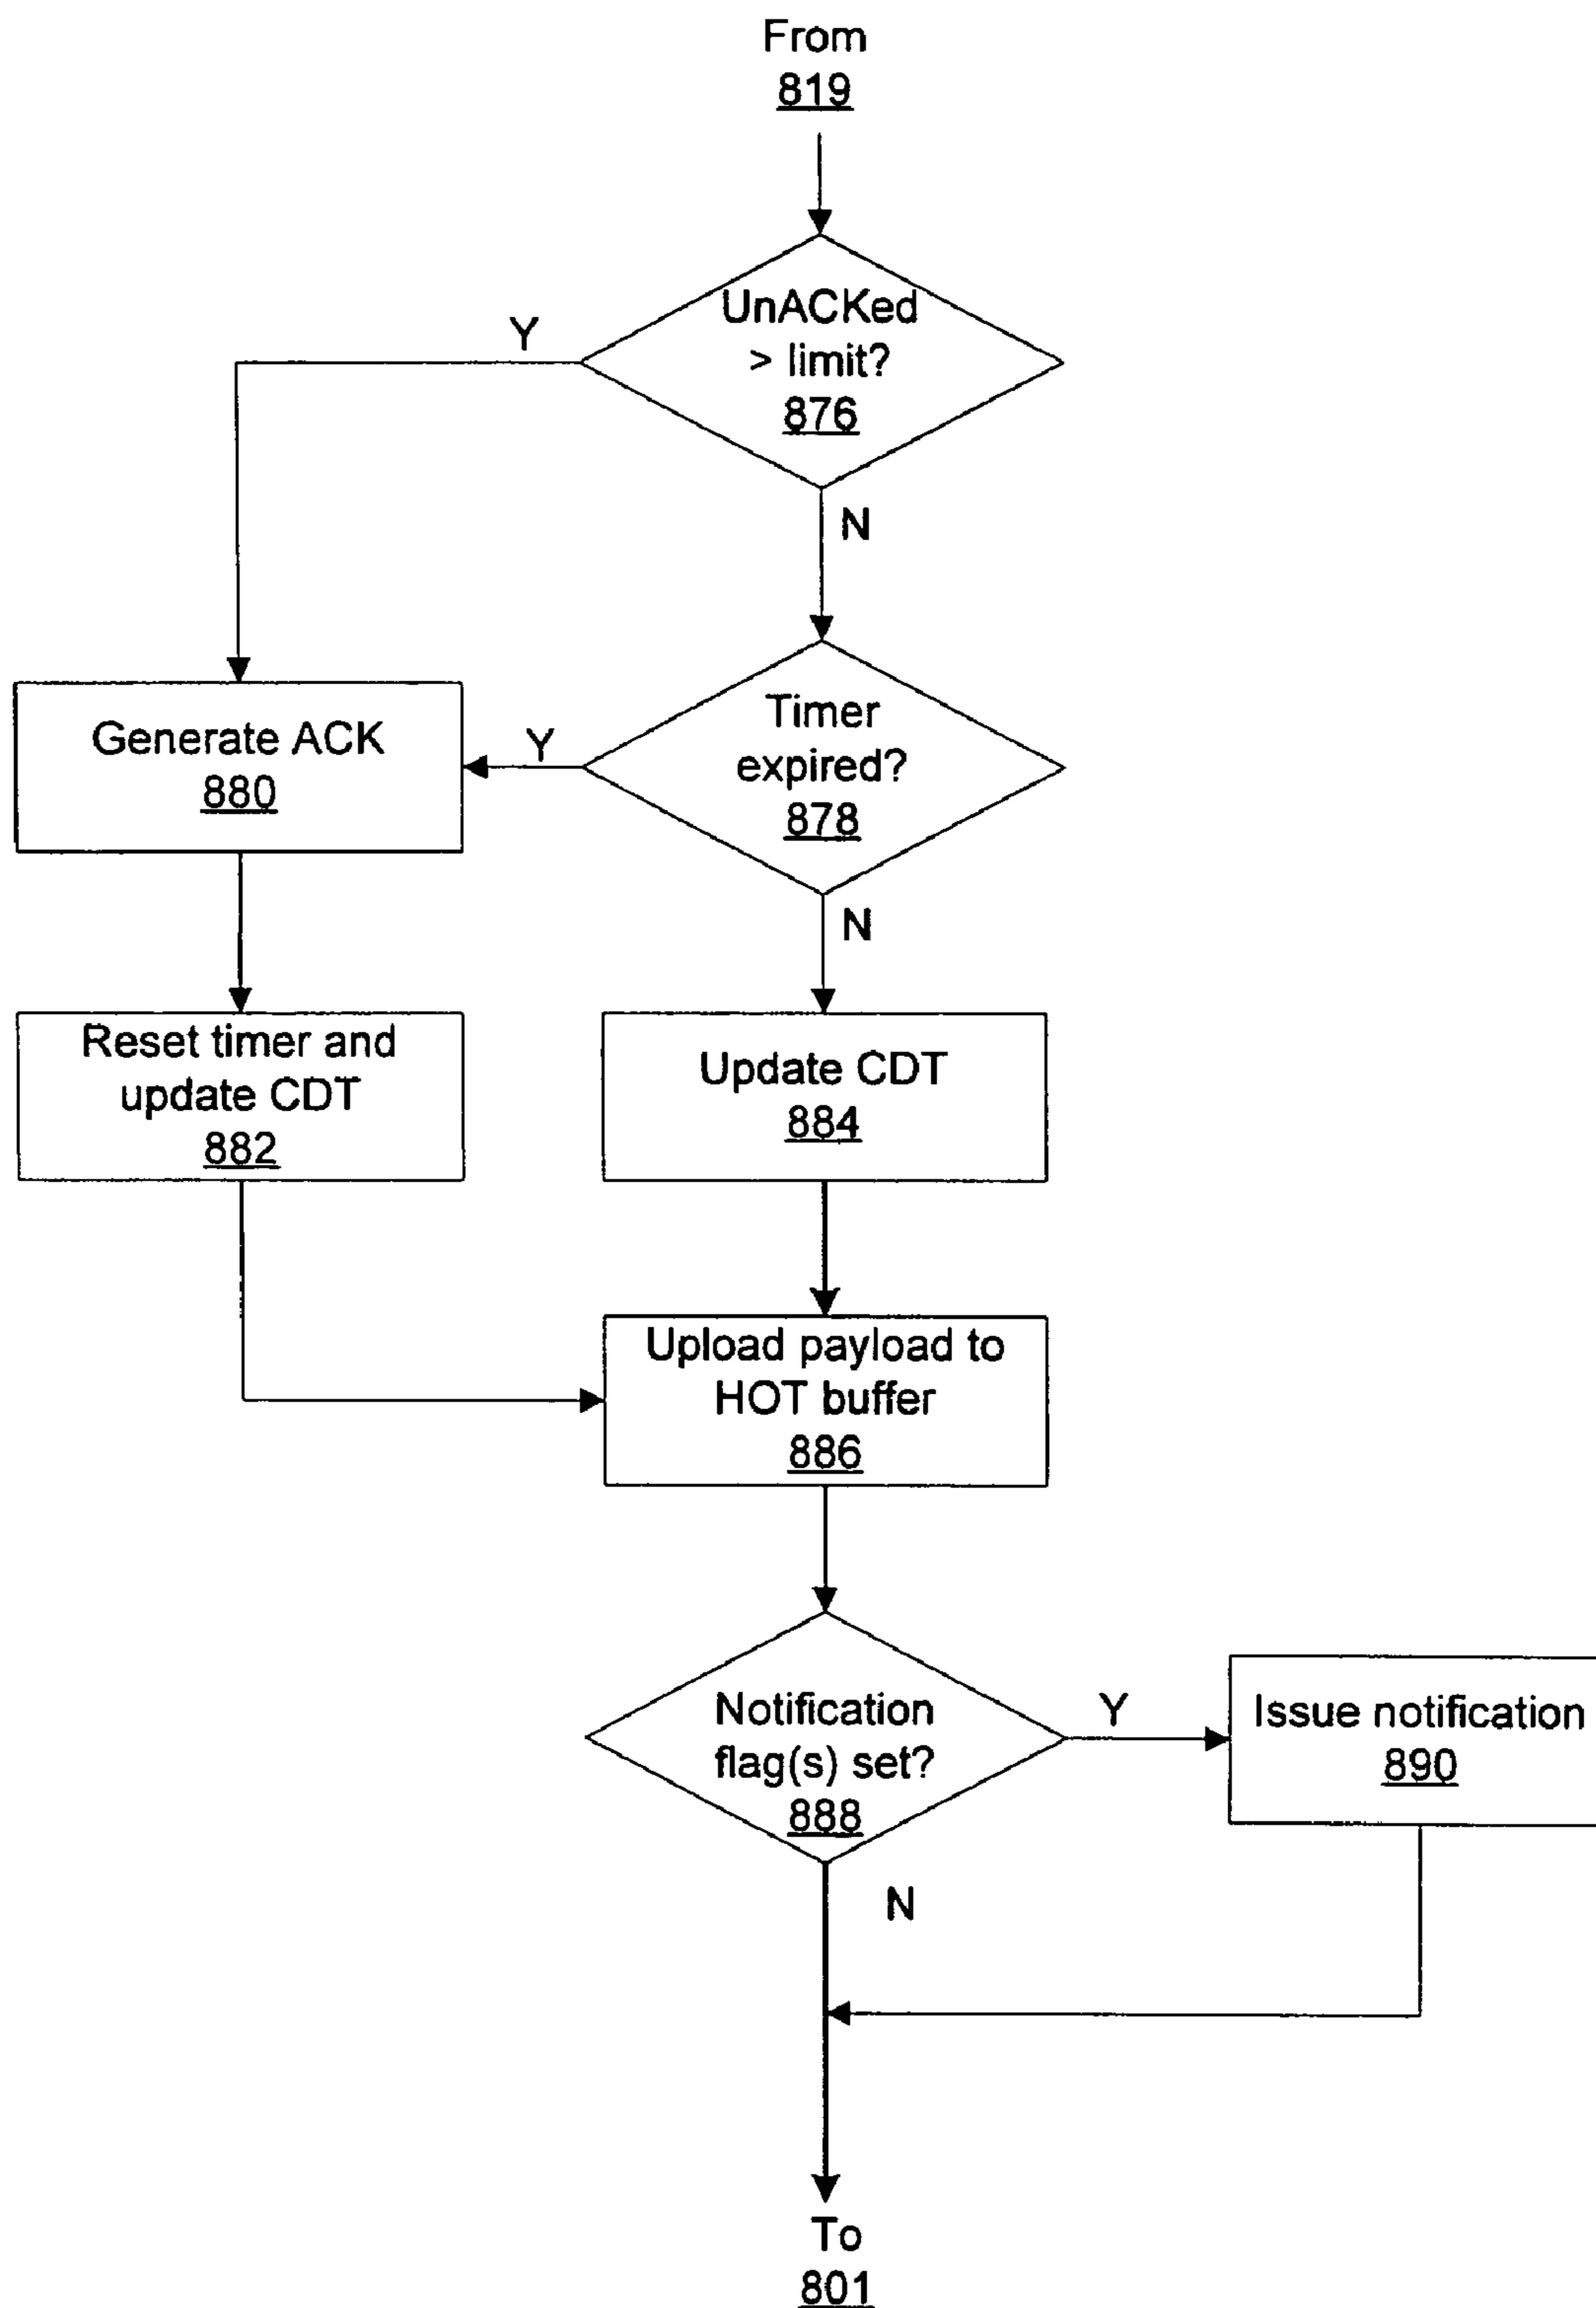 From
819
UnACKed
> limit?
876
Y
N
Timer
expired?
878
Y
Generate ACK
880
N
Reset timer and
update CDT
882
Update CDT
884
Upload payload to
HOT buffer
886
Notification
flag(s) set?
888
Y
Issue notification
890
N
To
801